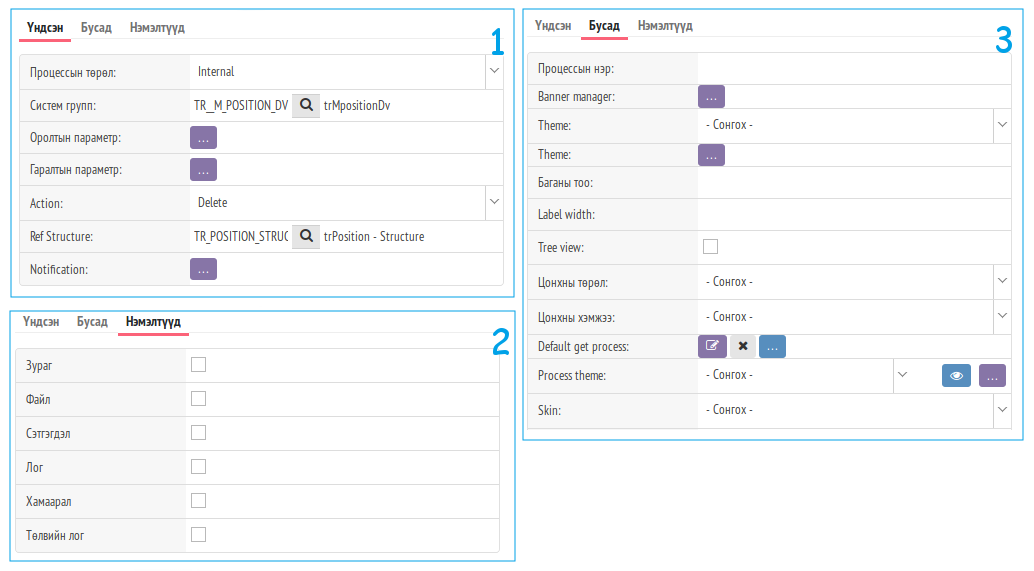 Үндсэн Бусад Нэмэлтүүд
1
Процессын төрөл: Internal
Систем групп: TR__M_POSITION_DV trMpositionDv
Оролтын параметр: ...
Гаралтын параметр: ...
Action: Delete
Ref Structure: TR_POSITION_STRUC trPosition - Structure
Notification: ...
Үндсэн Бусад Нэмэлтүүд
2
Зураг
Файл
Сэтгэгдэл
Лог
Хамаарал
Төлвийн лог
Үндсэн Бусад Нэмэлтүүд
3
Процессын нэр:
Banner manager: ...
Theme: - Сонгох -
Theme: ...
Баганы тоо:
Label width:
Tree view:
Цонхны төрөл: - Сонгох -
Цонхны хэмжээ: - Сонгох -
Default get process: ...
Process theme: - Сонгох - ...
Skin: - Сонгох -